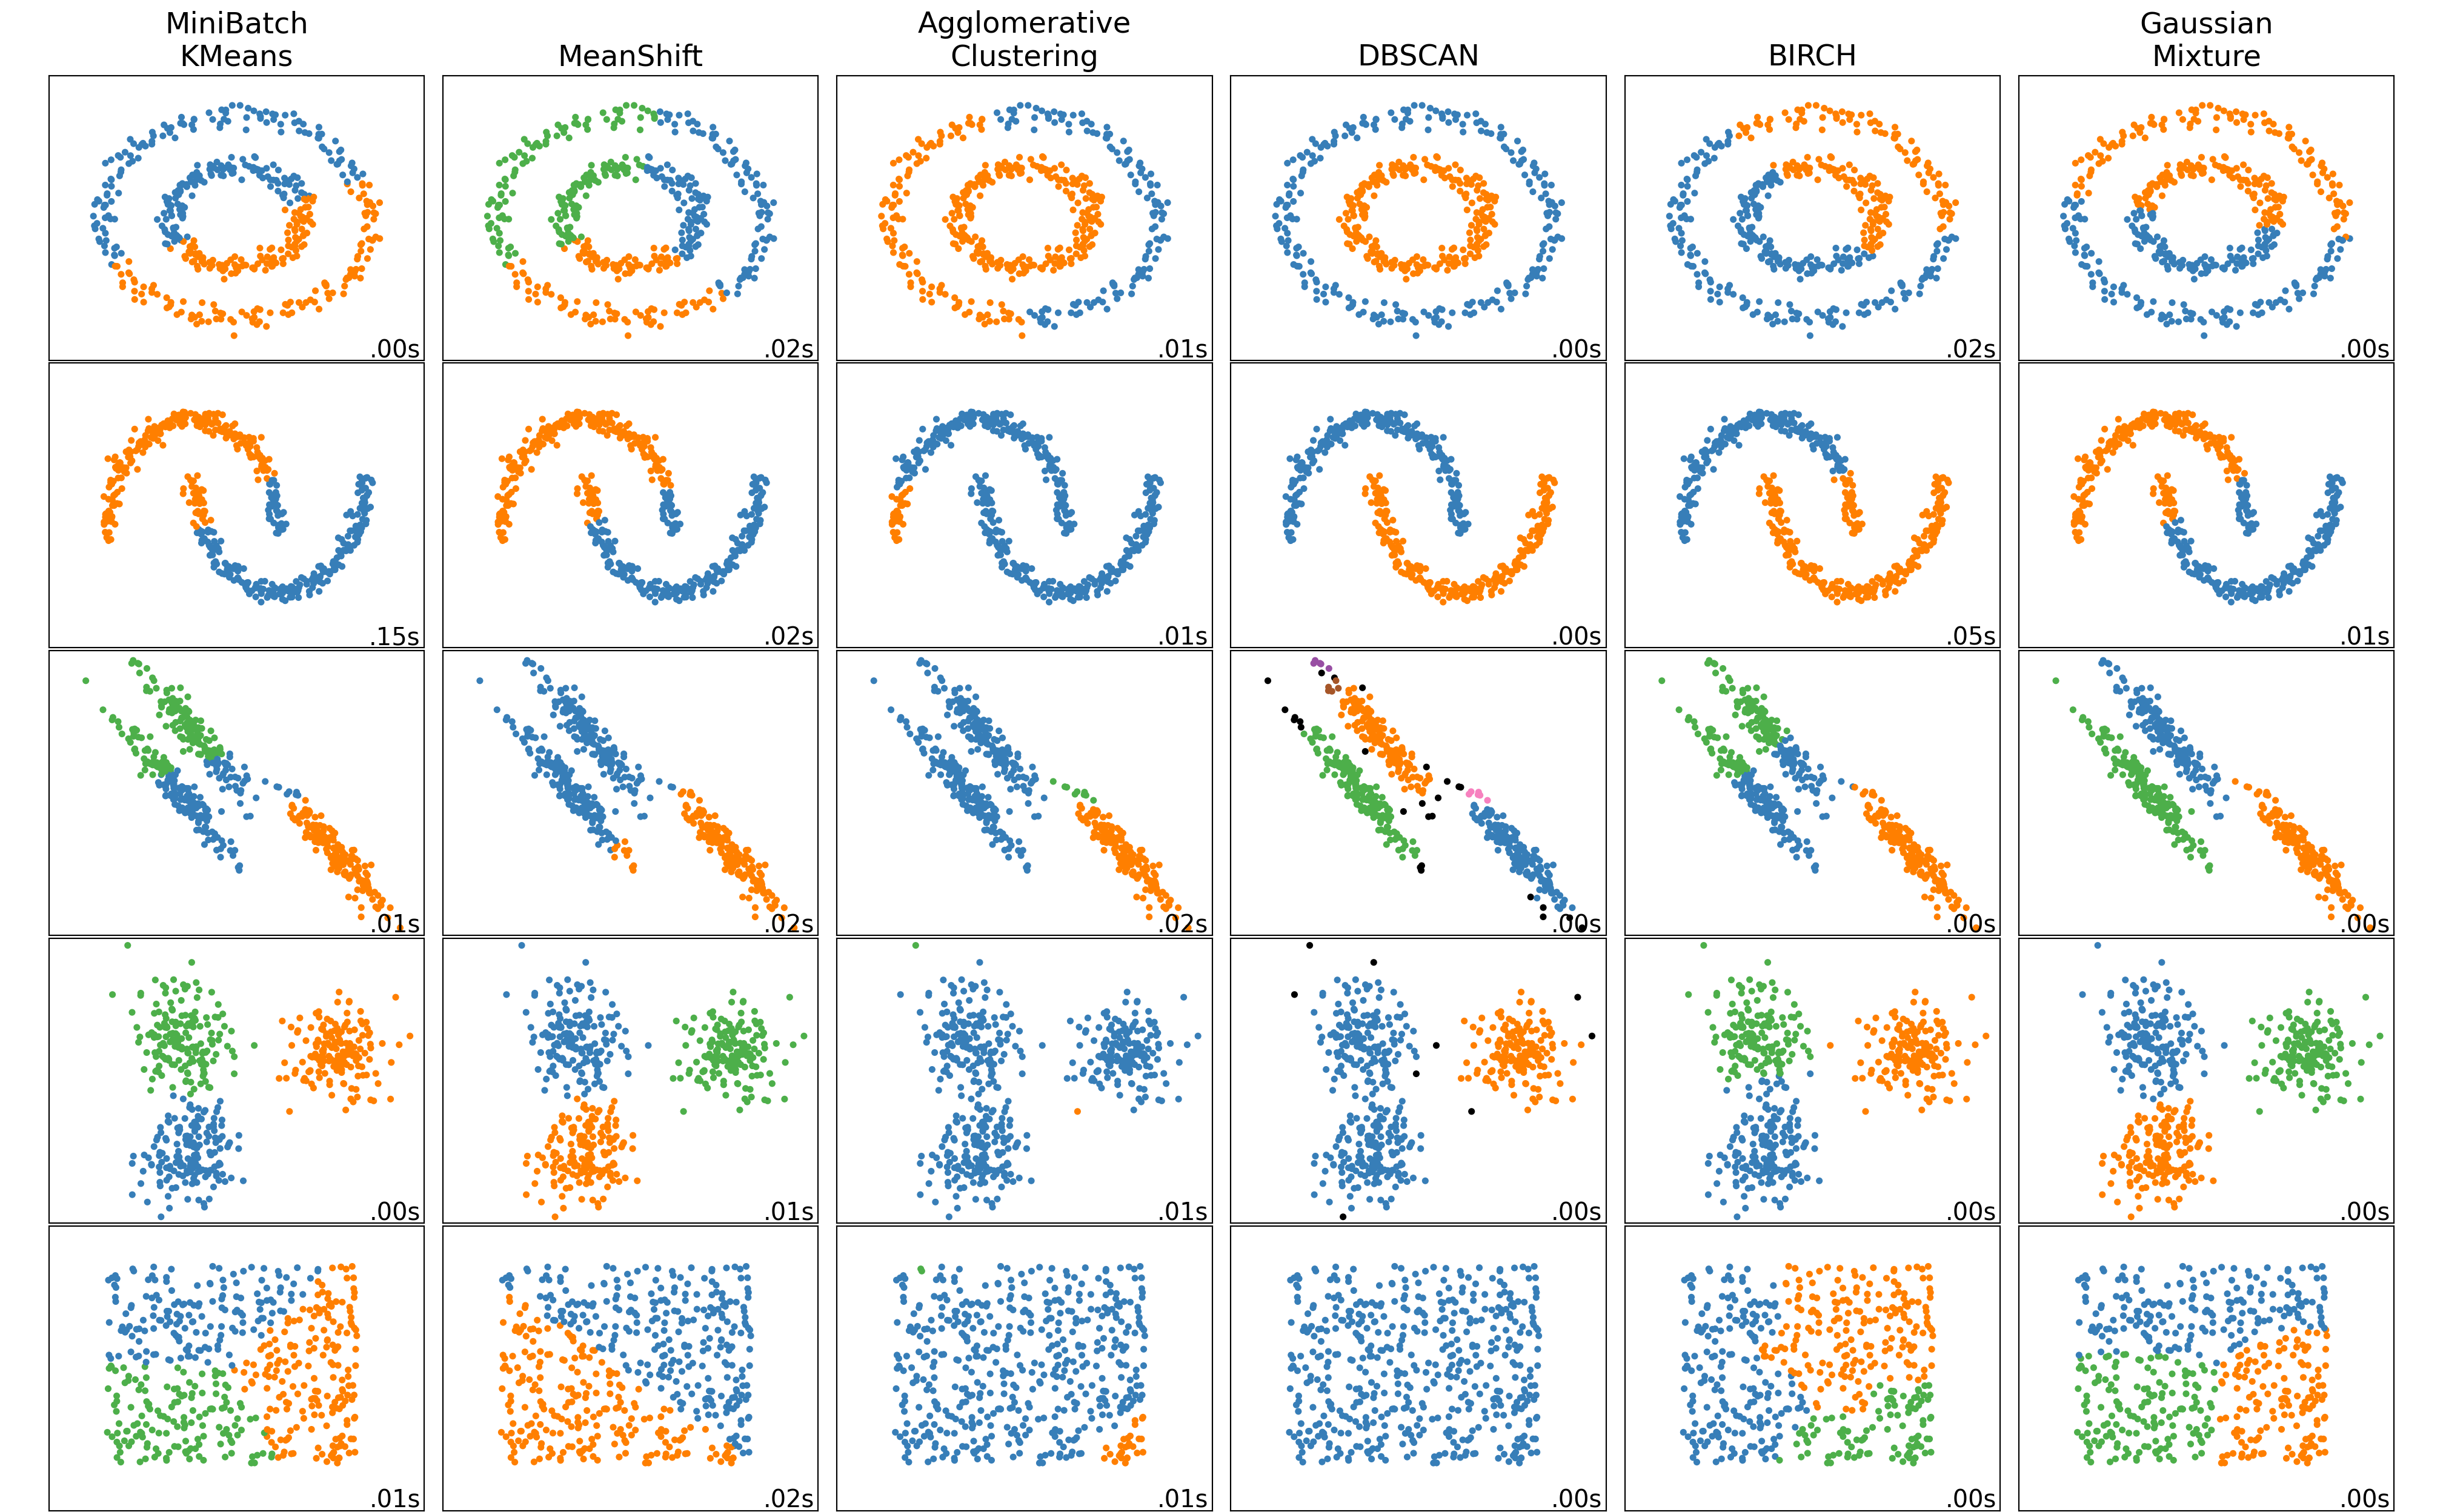 MiniBatch
KMeans
MeanShift
Agglomerative
Clustering
DBSCAN
BIRCH
Gaussian
Mixture
.00s
.02s
.01s
.00s
.02s
.00s
.15s
.02s
.01s
.00s
.05s
.01s
.01s
.02s
.02s
.00s
.00s
.00s
.00s
.01s
.01s
.00s
.00s
.00s
.01s
.02s
.01s
.00s
.00s
.00s